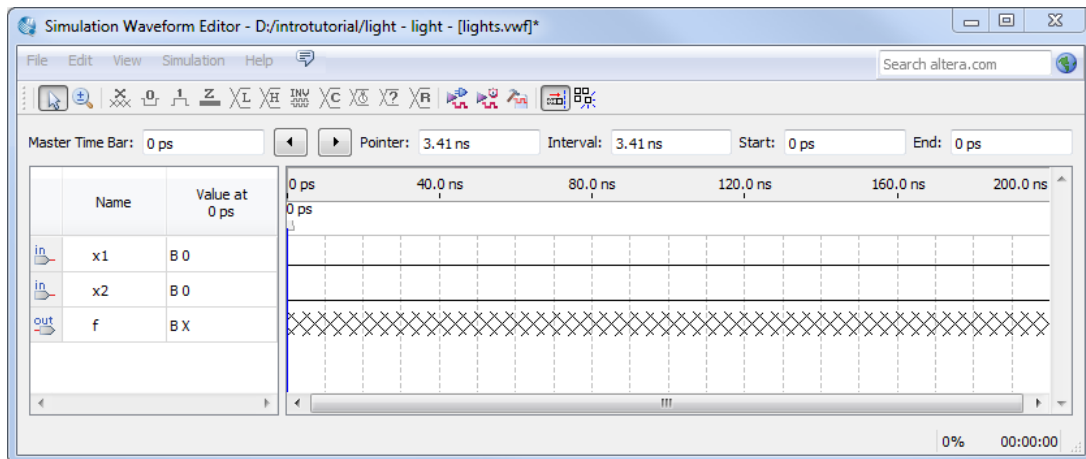 Simulation Waveform Editor - D:/introtutorial/light - light - [lights.vwf]*
File Edit View Simulation Help
Search altera.com
Master Time Bar: 0 ps
Pointer: 3.41 ns
Interval: 3.41 ns
Start: 0 ps
End: 0 ps
Name
Value at
0 ps
0 ps 40.0 ns 80.0 ns 120.0 ns 160.0 ns 200.0 ns
0 ps
in x1 B 0
in x2 B 0
out f B X
0% 00:00:00